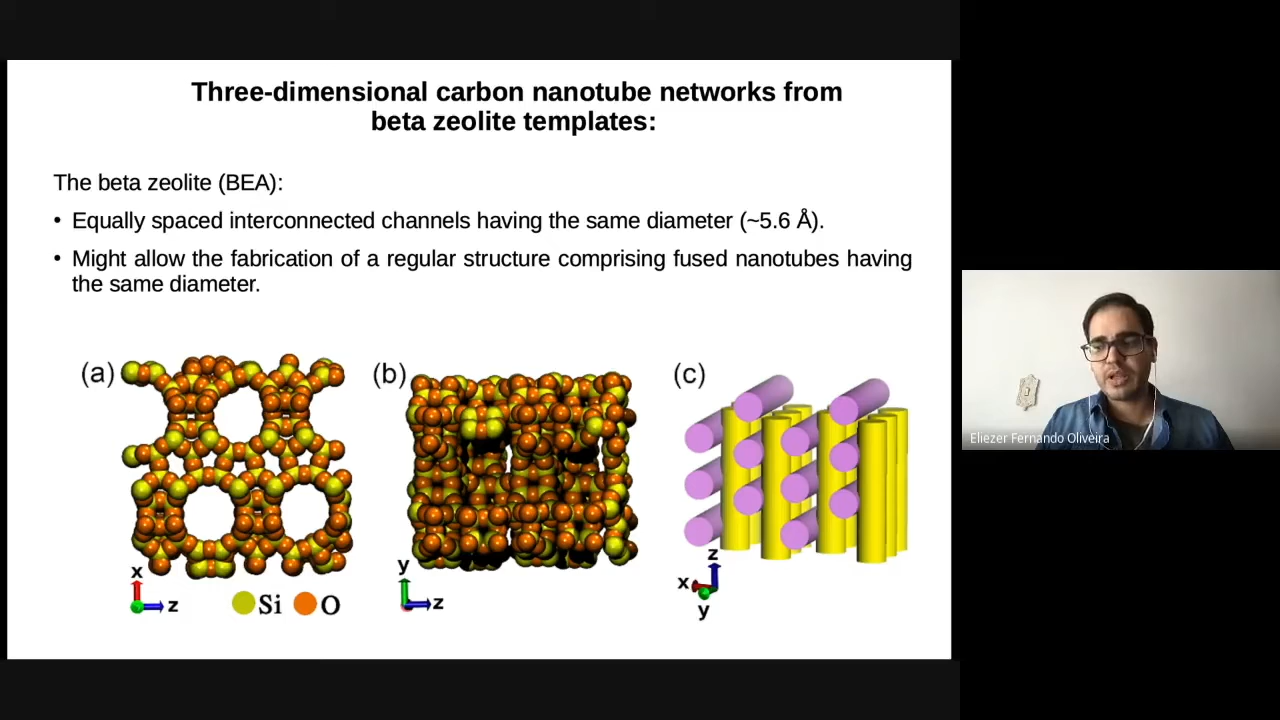 Three-dimensional carbon nanotube networks from
beta zeolite templates:
The beta zeolite (BEA):
• Equally spaced interconnected channels having the same diameter (~5.6 Å).
• Might allow the fabrication of a regular structure comprising fused nanotubes having
the same diameter.
(a)
x
z
Si
O
(b)
y
z
(c)
z
x
y
Eliezer Fernando Oliveira